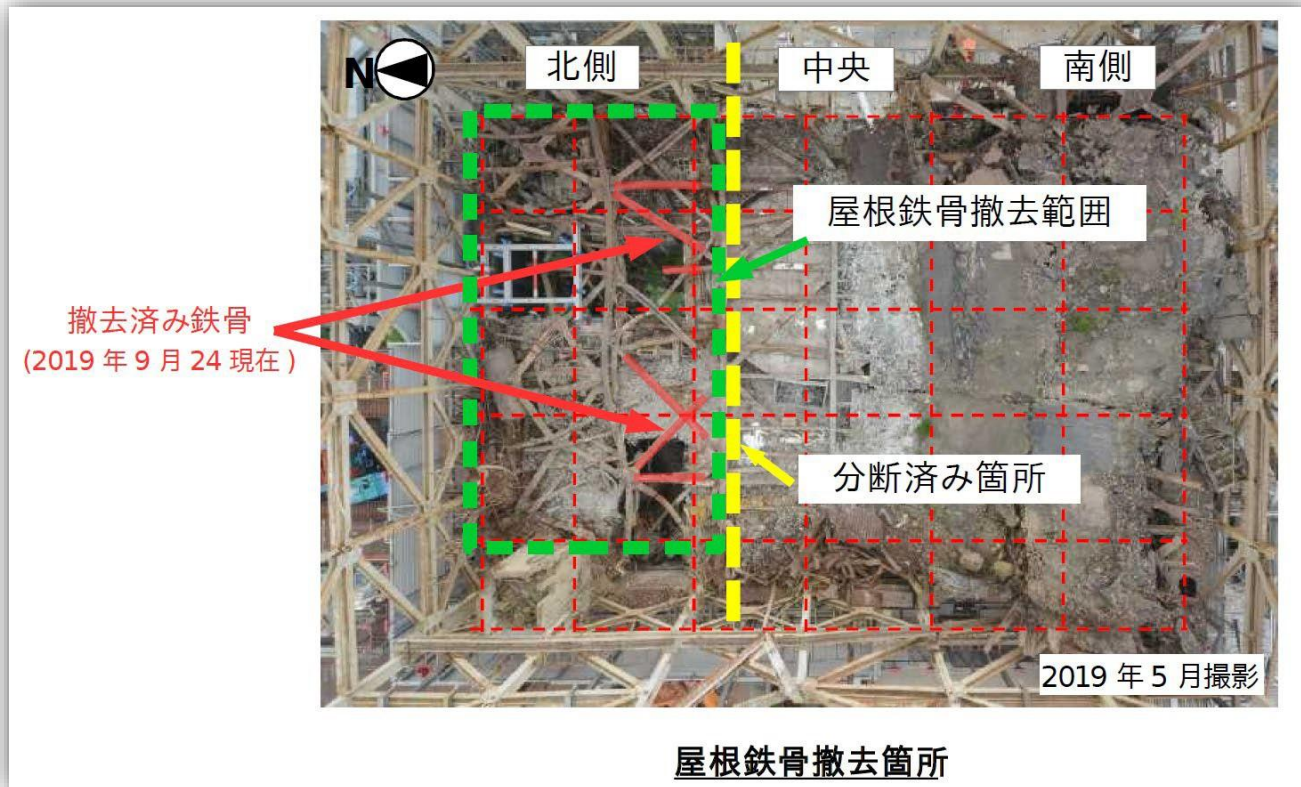 N
北側
中央
南側
屋根鉄骨撤去範囲
撤去済み鉄骨
(2019 年 9 月 24 現在 )
分断済み箇所
2019 年 5 月撮影
屋根鉄骨撤去箇所